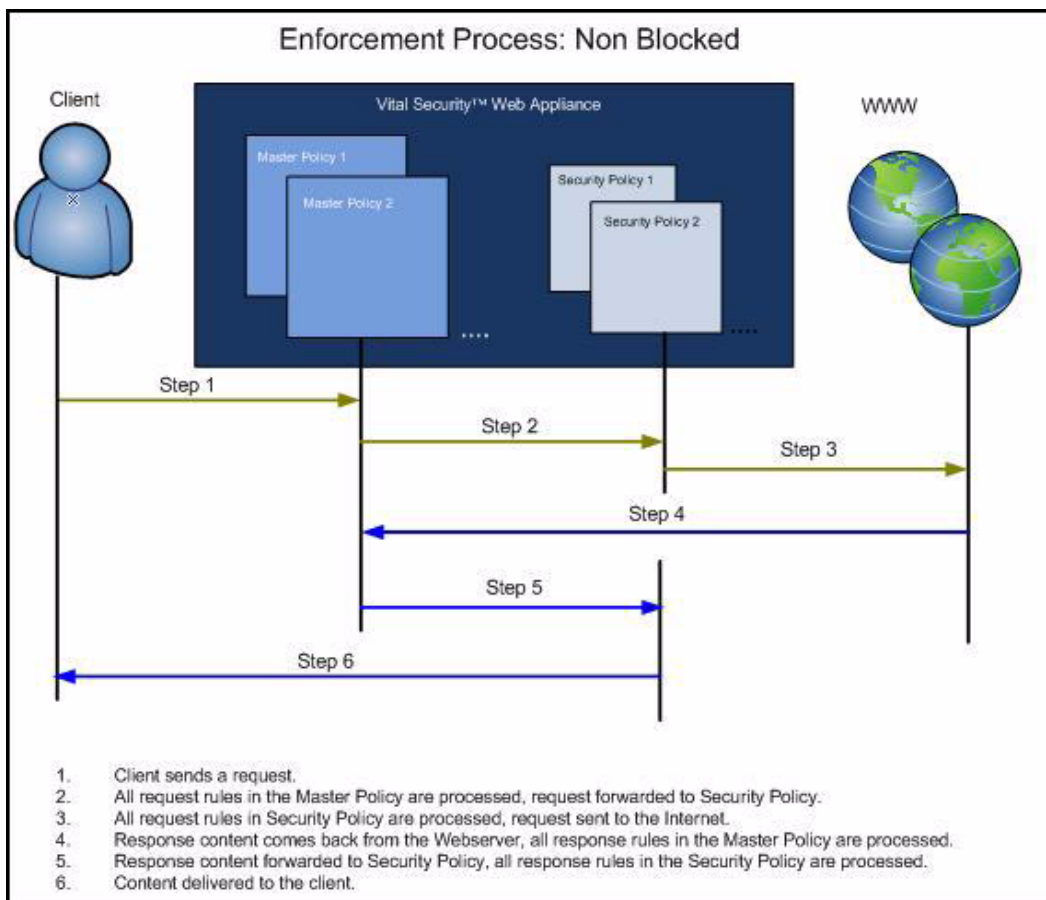 Enforcement Process: Non Blocked
Client
Vital Security™ Web Appliance
WWW
Master Policy 1
Master Policy 2
....
Security Policy 1
Security Policy 2
....
Step 1
Step 2
Step 3
Step 4
Step 5
Step 6
1. Client sends a request.
2. All request rules in the Master Policy are processed, request forwarded to Security Policy.
3. All request rules in Security Policy are processed, request sent to the Internet.
4. Response content comes back from the Webserver, all response rules in the Master Policy are processed.
5. Response content forwarded to Security Policy, all response rules in the Security Policy are processed.
6. Content delivered to the client.